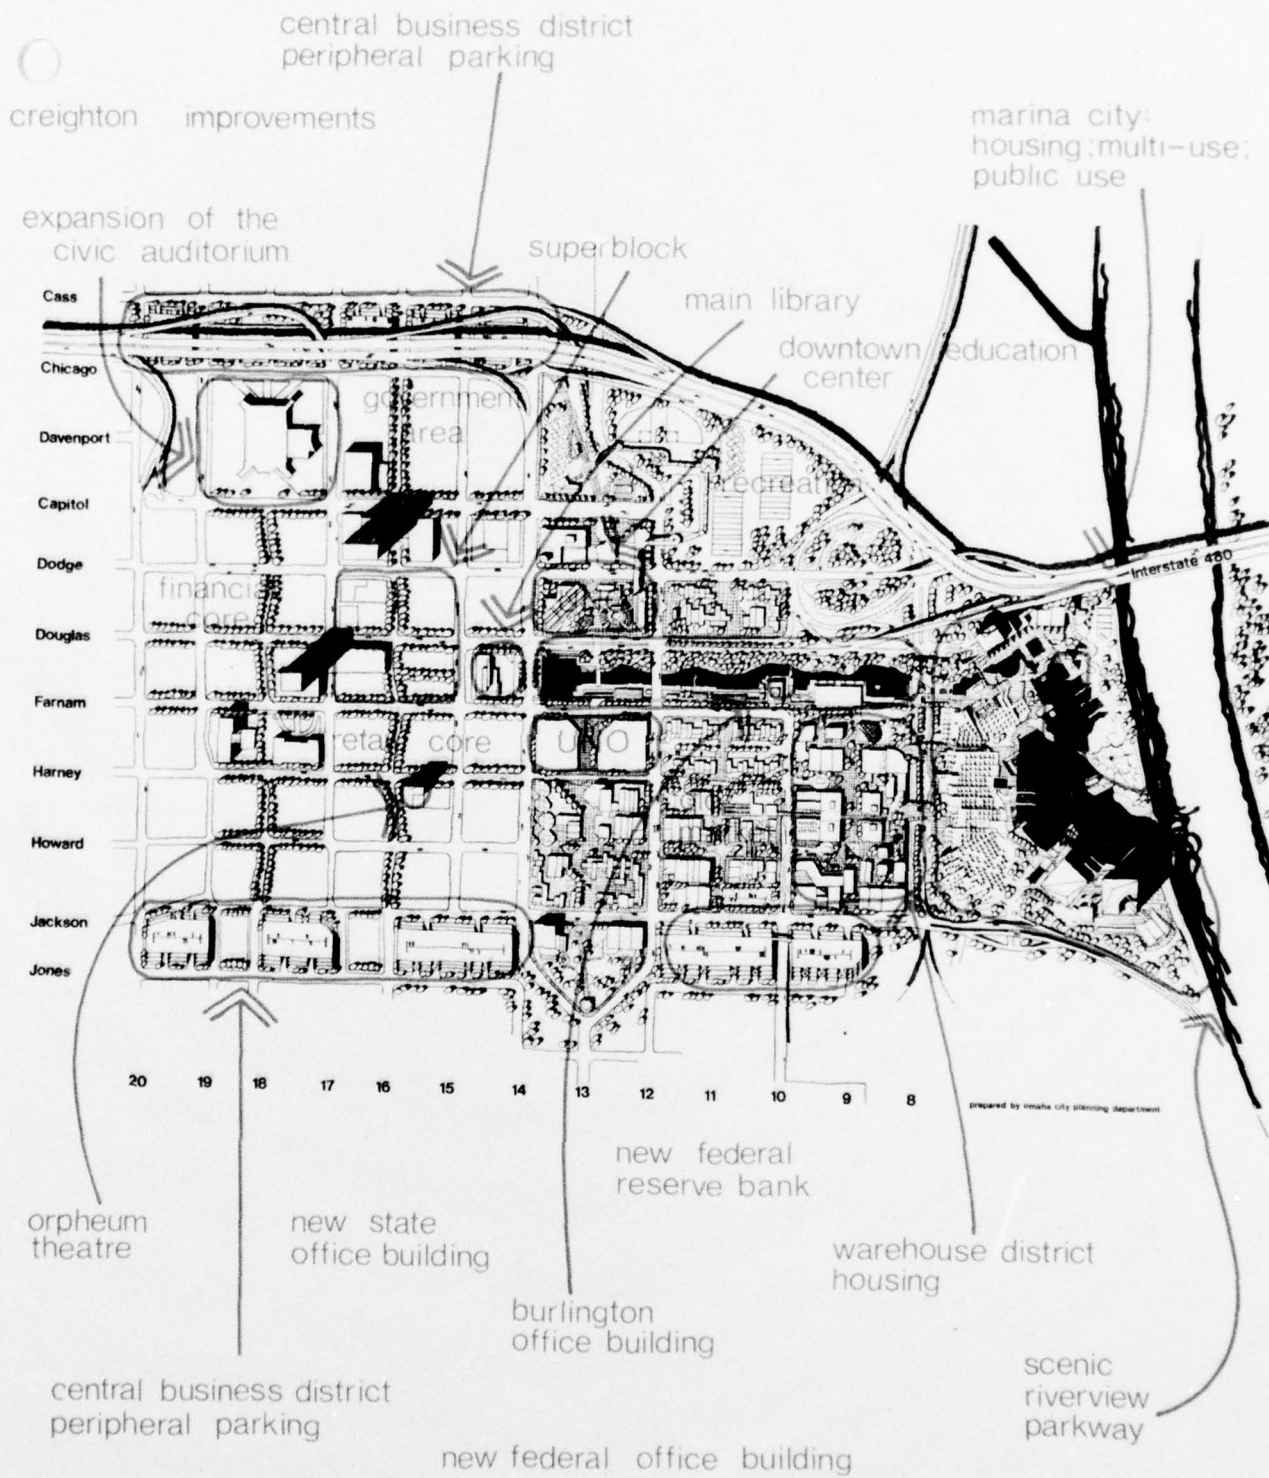 central business district
peripheral parking
creighton improvements
marina city:
housing; multi-use;
public use
expansion of the
civic auditorium
superblock
main library
downtown education
center
Cass
Chicago
Davenport
Capitol
Dodge
Douglas
Farnam
Harney
Howard
Jackson
Jones
government
area
recreation
Interstate 480
financial
core
retail core
UNO
20 19 18 17 16 15 14 13 12 11 10 9 8
prepared by omaha city planning department
new federal
reserve bank
orpheum
theatre
new state
office building
warehouse district
housing
burlington
office building
scenic
riverview
parkway
central business district
peripheral parking
new federal office building